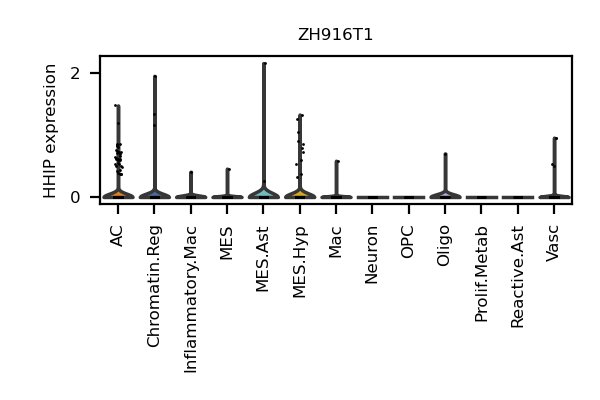 ZH916T1
HHIP expression
2
0
AC
Chromatin.Reg
Inflammatory.Mac
MES
MES.Ast
MES.Hyp
Mac
Neuron
OPC
Oligo
Prolif.Metab
Reactive.Ast
Vasc